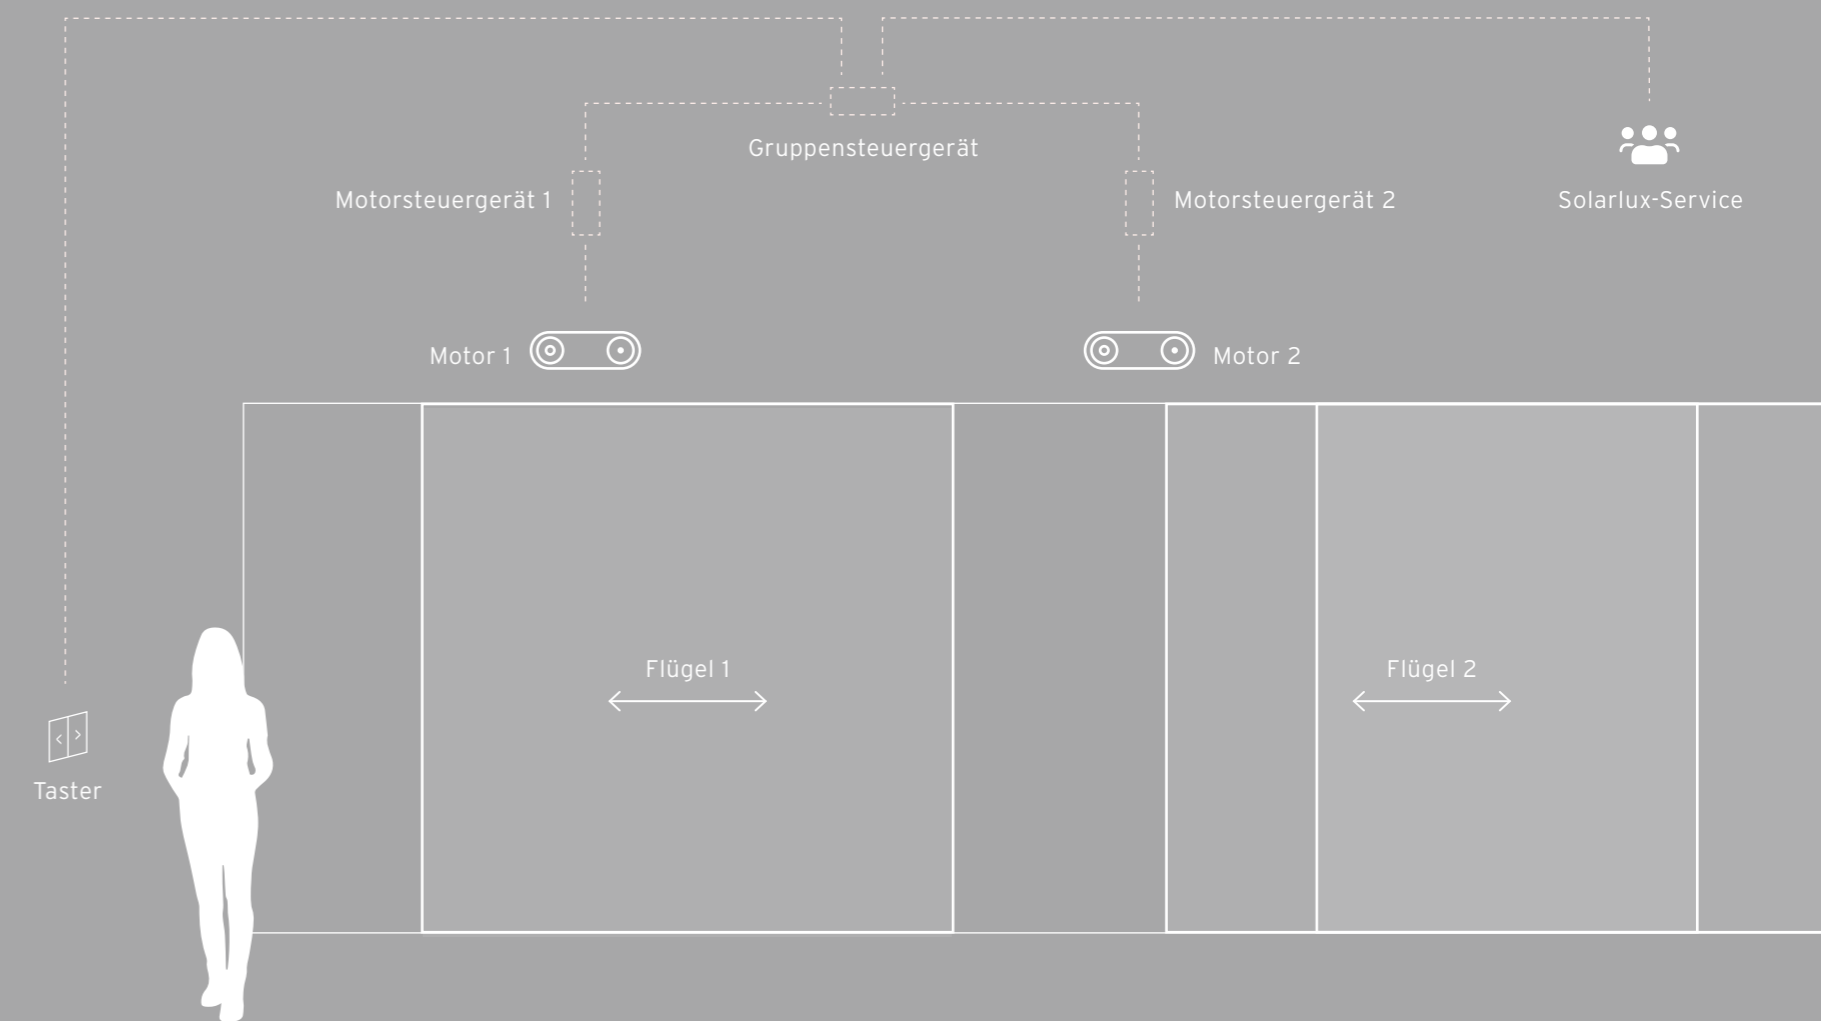 Gruppensteuergerät
Motorsteuergerät 1
Motorsteuergerät 2
Solarlux-Service
Motor 1
Motor 2
Flügel 1
Flügel 2
Taster